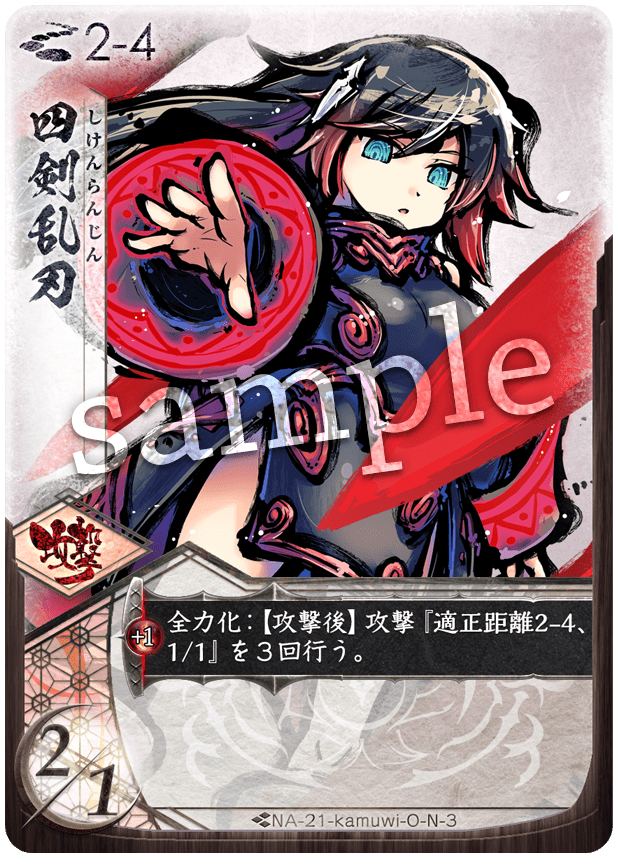 2-4
四剣乱刃
しけんらんじん
sample
攻撃
+1
全力化：【攻撃後】攻撃『適正距離2-4、
1/1』を３回行う。
2/1
NA-21-kamuwi-O-N-3